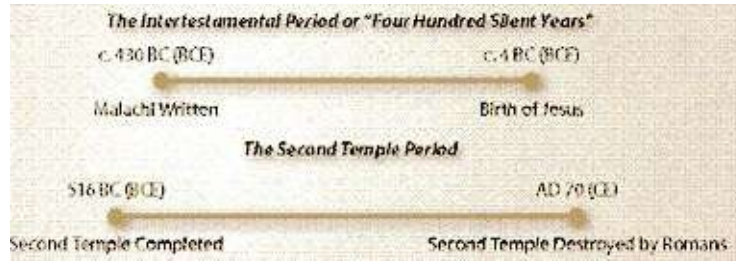 The Intertestamental Period or "Four Hundred Silent Years"
c. 430 BC (BCE) c. 4 BC (BCE)
Malachi Written Birth of Jesus
The Second Temple Period
516 BC (BCE) AD 70 (CE)
Second Temple Completed Second Temple Destroyed by Romans